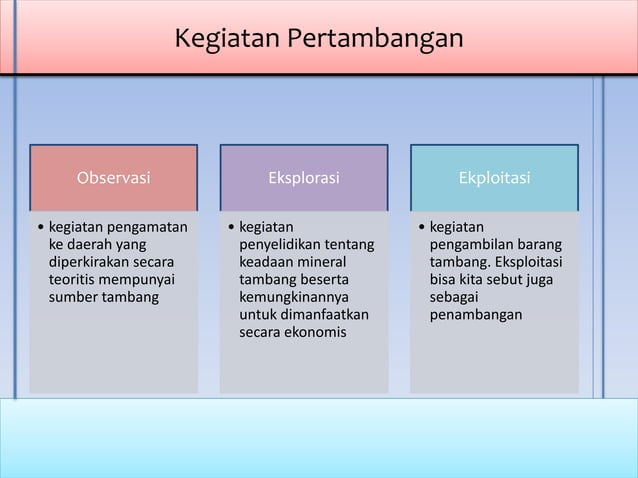 Kegiatan Pertambangan
Observasi
• kegiatan pengamatan
ke daerah yang
diperkirakan secara
teoritis mempunyai
sumber tambang
Eksplorasi
• kegiatan
penyelidikan tentang
keadaan mineral
tambang beserta
kemungkinannya
untuk dimanfaatkan
secara ekonomis
Ekploitasi
• kegiatan
pengambilan barang
tambang. Eksploitasi
bisa kita sebut juga
sebagai
penambangan